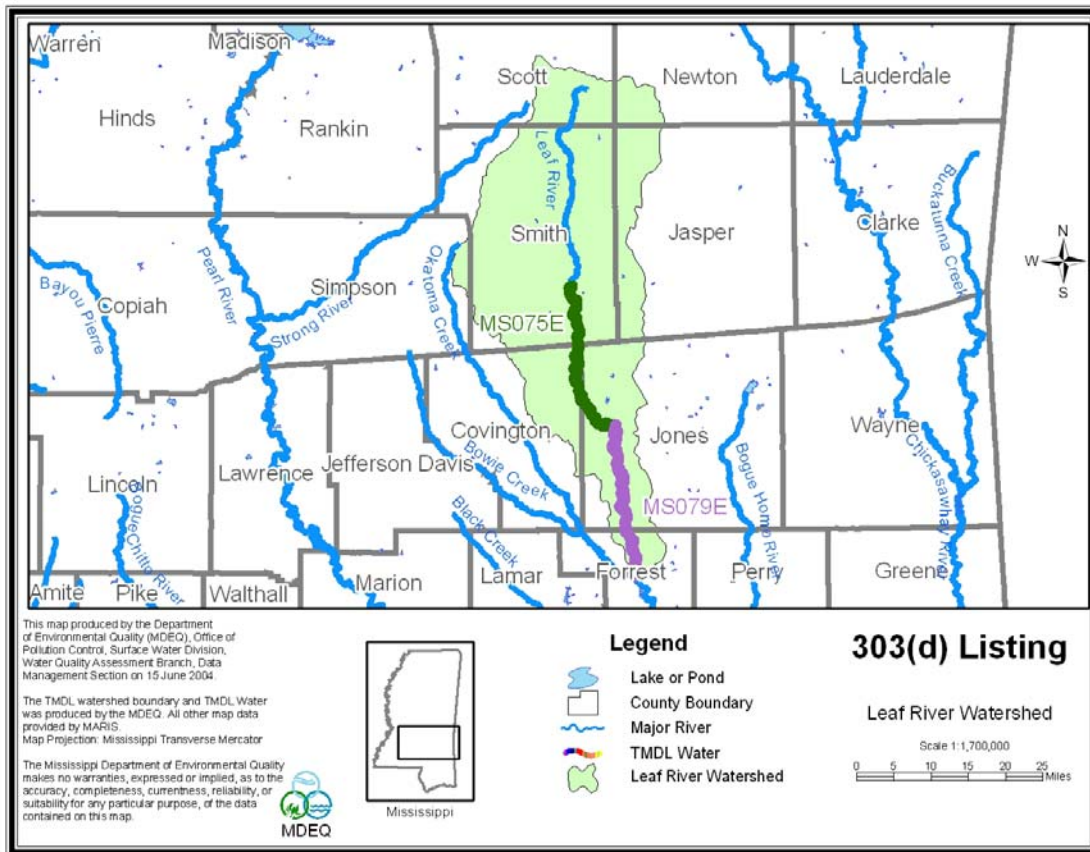 Warren
Madison
Scott
Newton
Lauderdale
Hinds
Rankin
Leaf River
Buckatunna Creek
Smith
Jasper
Clarke
N
W
S
Pearl River
Okatoma Creek
Simpson
Bayou Pierre
Copiah
Strong River
MS075E
Covington
Jones
Wayne
Lincoln
Lawrence
Jefferson Davis
Bowie Creek
Bogue Homo River
Chickasawhay River
Bogue Chitto River
Black Creek
MS079E
Amite
Pike
Walthall
Marion
Lamar
Forrest
Perry
Greene
This map produced by the Department
of Environmental Quality (MDEQ), Office of
Pollution Control, Surface Water Division,
Water Quality Assessment Branch, Data
Management Section on 15 June 2004.
The TMDL watershed boundary and TMDL Water
was produced by the MDEQ. All other map data
provided by MARIS.
Map Projection: Mississippi Transverse Mercator
The Mississippi Department of Environmental Quality
makes no warranties, expressed or implied, as to the
accuracy, completeness, currentness, reliability, or
suitability for any particular purpose, of the data
contained on this map.
MDEQ
Mississippi
Legend
Lake or Pond
County Boundary
Major River
TMDL Water
Leaf River Watershed
303(d) Listing
Leaf River Watershed
Scale 1:1,700,000
0 5 10 15 20 25
Miles